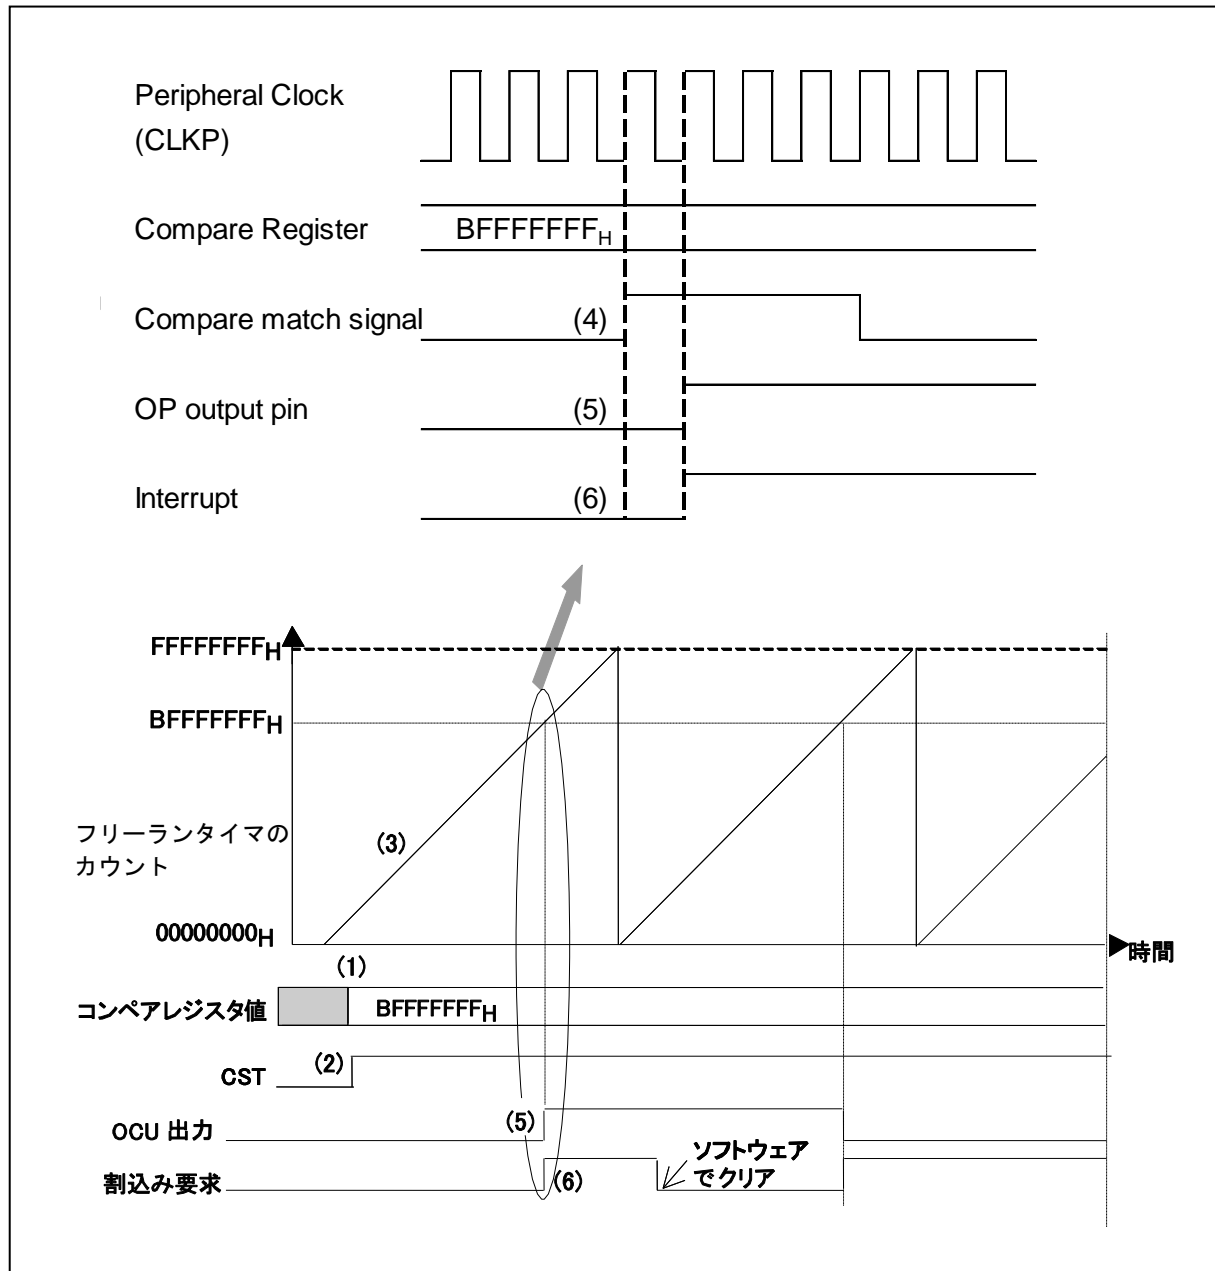 Peripheral Clock
(CLKP)
Compare Register BFFFFFFFH
Compare match signal (4)
OP output pin (5)
Interrupt (6)
FFFFFFFFH
BFFFFFFFH
フリーランタイマの
カウント
(3)
00000000H
時間
(1)
コンペアレジスタ値 BFFFFFFFH
CST (2)
OCU 出力 (5)
割込み要求 (6)
ソフトウェア
でクリア